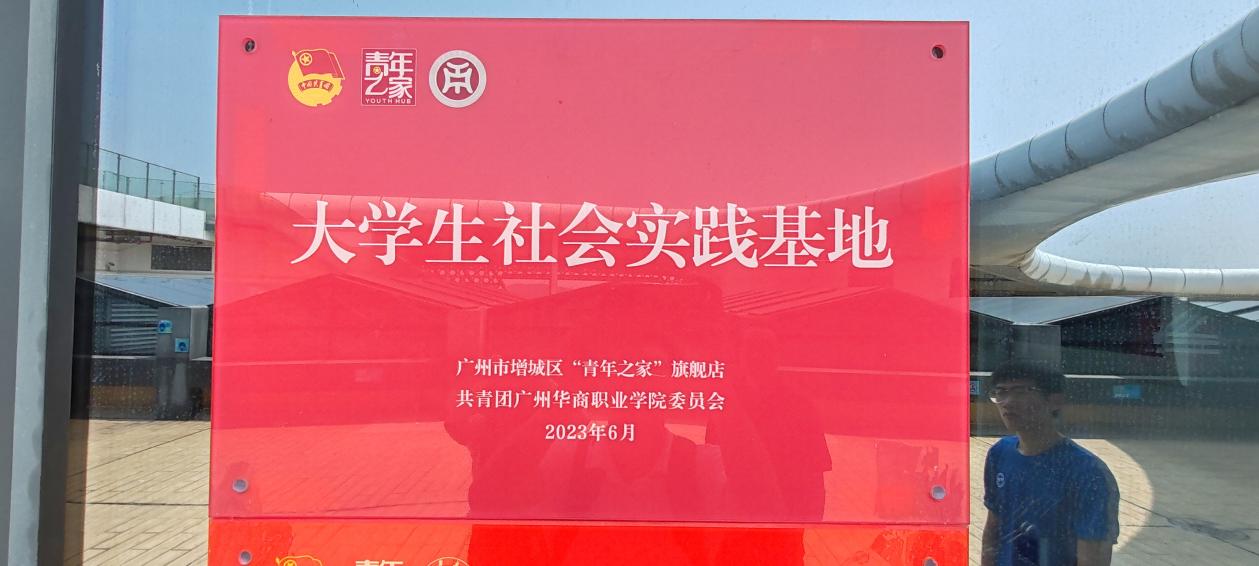 青年之家
YOUTH HUB
大学生社会实践基地
广州市增城区“青年之家”旗舰店
共青团广州华商职业学院委员会
2023年6月
青年